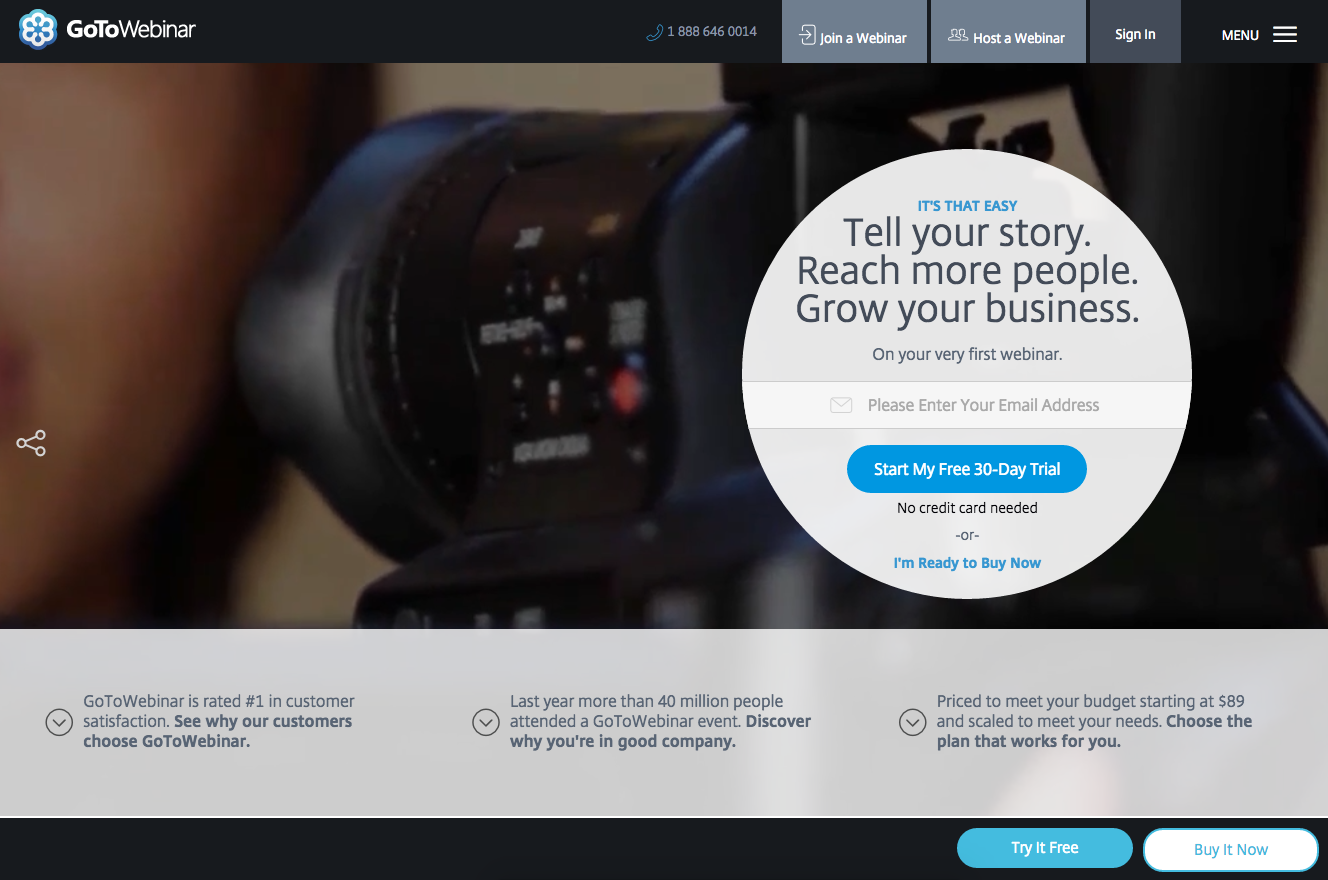 GoToWebinar
1 888 646 0014
Join a Webinar
Host a Webinar
Sign In
MENU
IT'S THAT EASY
Tell your story.
Reach more people.
Grow your business.
On your very first webinar.
Please Enter Your Email Address
Start My Free 30-Day Trial
No credit card needed
-or-
I'm Ready to Buy Now
GoToWebinar is rated #1 in customer
satisfaction. See why our customers
choose GoToWebinar.
Last year more than 40 million people
attended a GoToWebinar event. Discover
why you're in good company.
Priced to meet your budget starting at $89
and scaled to meet your needs. Choose the
plan that works for you.
Try It Free
Buy It Now